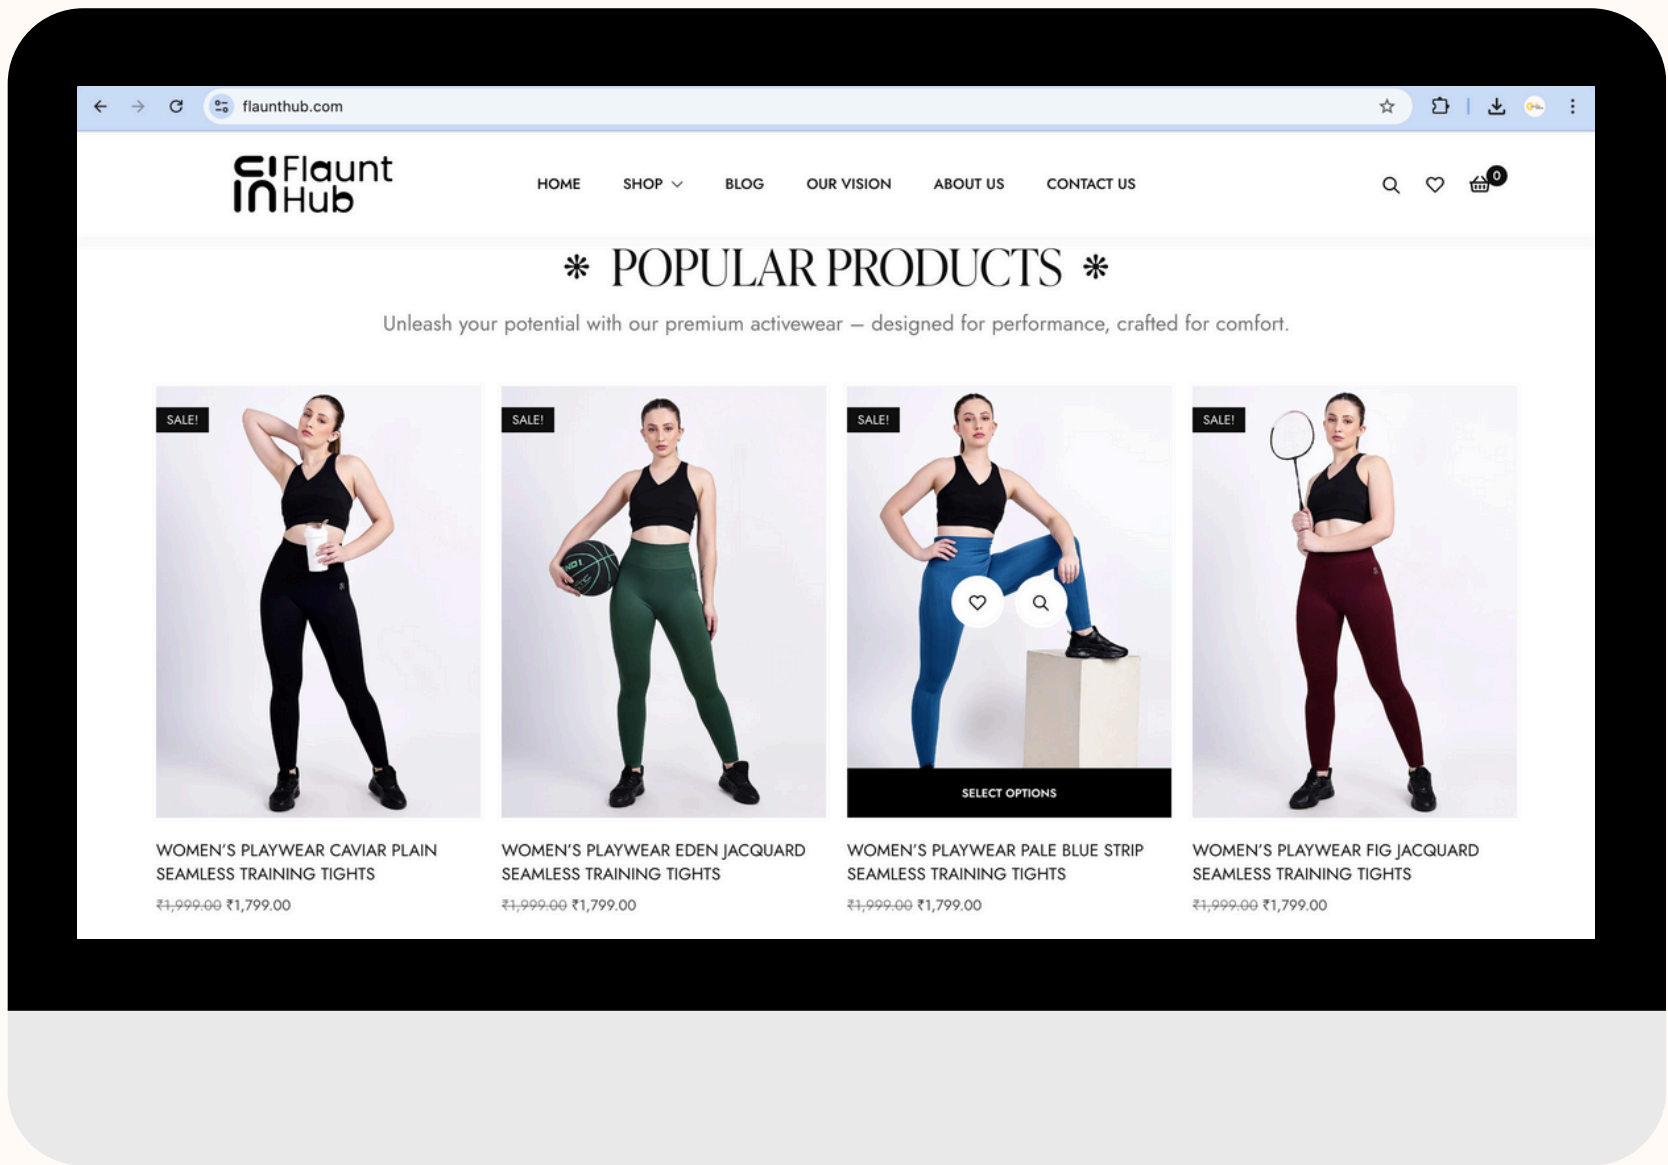 flaunthub.com
Flaunt
Hub
HOME SHOP BLOG OUR VISION ABOUT US CONTACT US
0
POPULAR PRODUCTS
Unleash your potential with our premium activewear – designed for performance, crafted for comfort.
SALE! SALE! SALE! SALE!
AND1
SELECT OPTIONS
WOMEN’S PLAYWEAR CAVIAR PLAIN
SEAMLESS TRAINING TIGHTS
₹1,999.00 ₹1,799.00
WOMEN’S PLAYWEAR EDEN JACQUARD
SEAMLESS TRAINING TIGHTS
₹1,999.00 ₹1,799.00
WOMEN’S PLAYWEAR PALE BLUE STRIP
SEAMLESS TRAINING TIGHTS
₹1,999.00 ₹1,799.00
WOMEN’S PLAYWEAR FIG JACQUARD
SEAMLESS TRAINING TIGHTS
₹1,999.00 ₹1,799.00